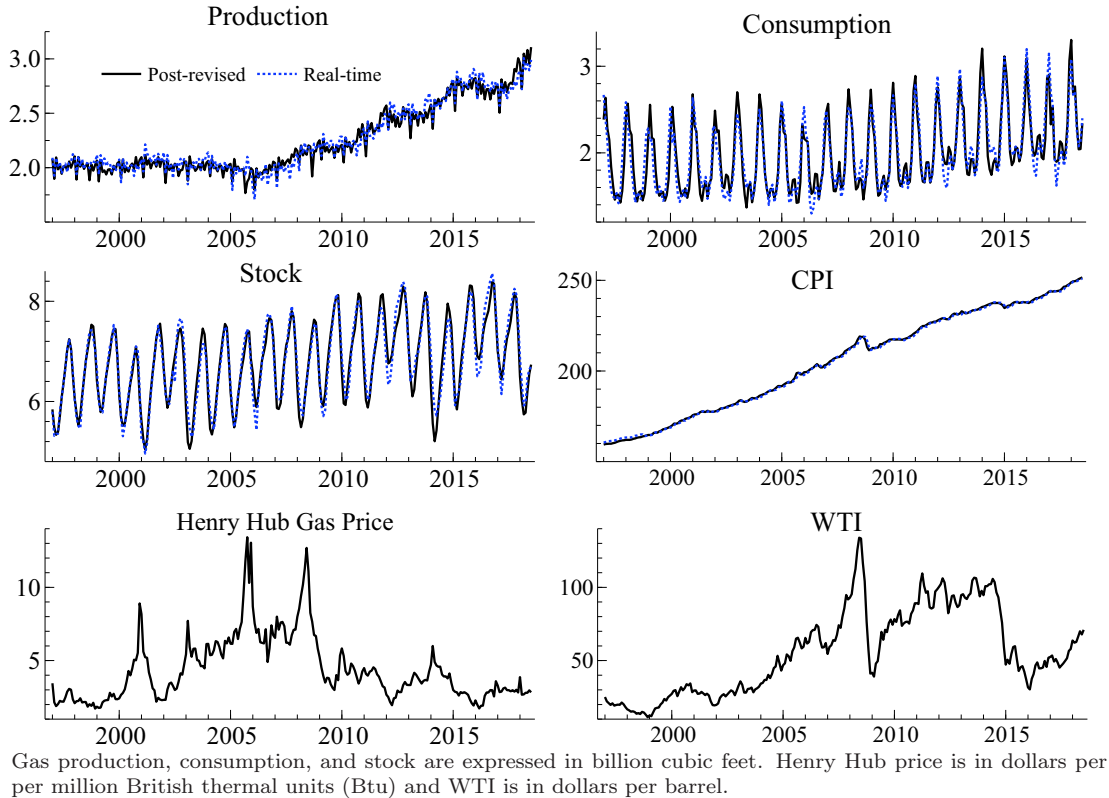 Production
3.0
2.5
2.0
Post-revised
Real-time
2000 2005 2010 2015
Consumption
3
2
2000 2005 2010 2015
Stock
8
6
2000 2005 2010 2015
CPI
250
200
2000 2005 2010 2015
Henry Hub Gas Price
10
5
2000 2005 2010 2015
WTI
100
50
2000 2005 2010 2015
Gas production, consumption, and stock are expressed in billion cubic feet. Henry Hub price is in dollars per
per million British thermal units (Btu) and WTI is in dollars per barrel.